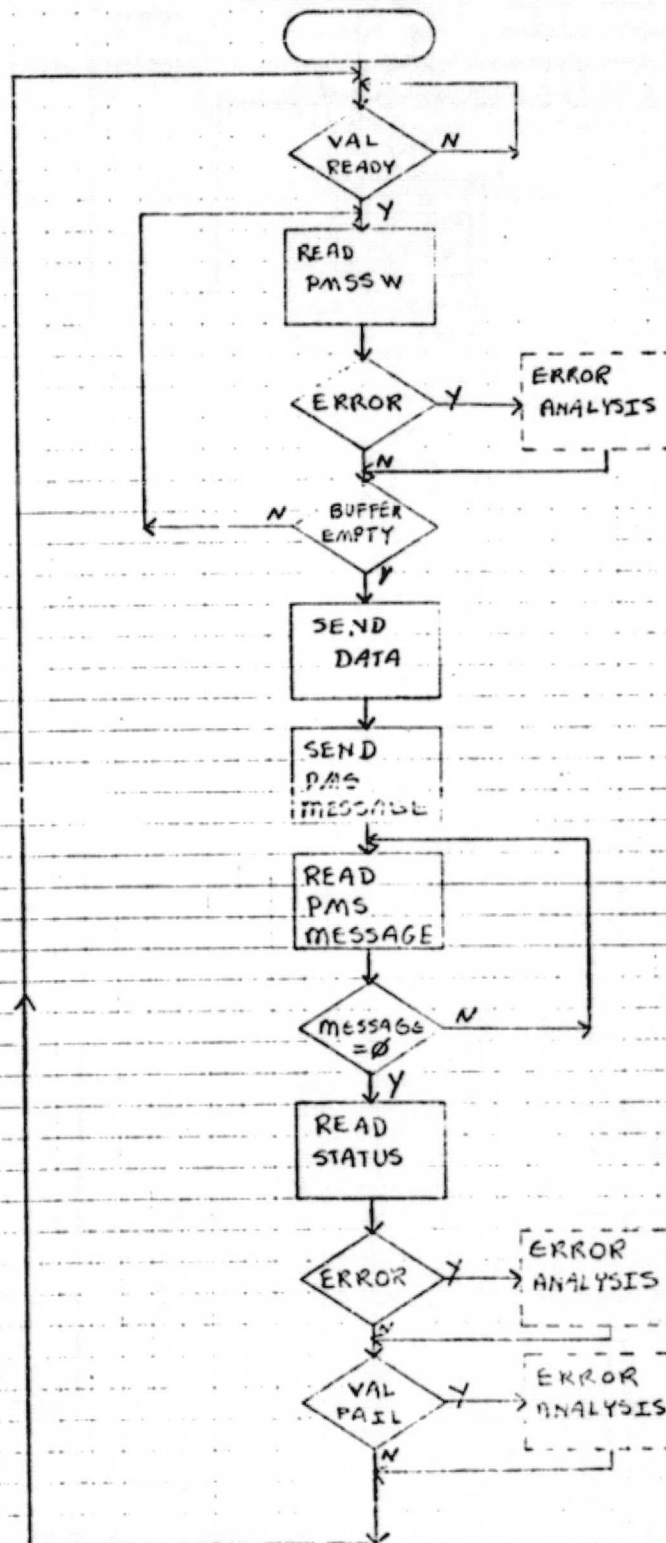 VAL
READY
N
Y
READ
PMSSW
ERROR
Y
ERROR
ANALYSIS
N
BUFFER
EMPTY
N
Y
SEND
DATA
SEND
PMS
MESSAGE
READ
PMS
MESSAGE
MESSAGE
=Ø
N
Y
READ
STATUS
ERROR
Y
ERROR
ANALYSIS
N
VAL
FAIL
Y
ERROR
ANALYSIS
N